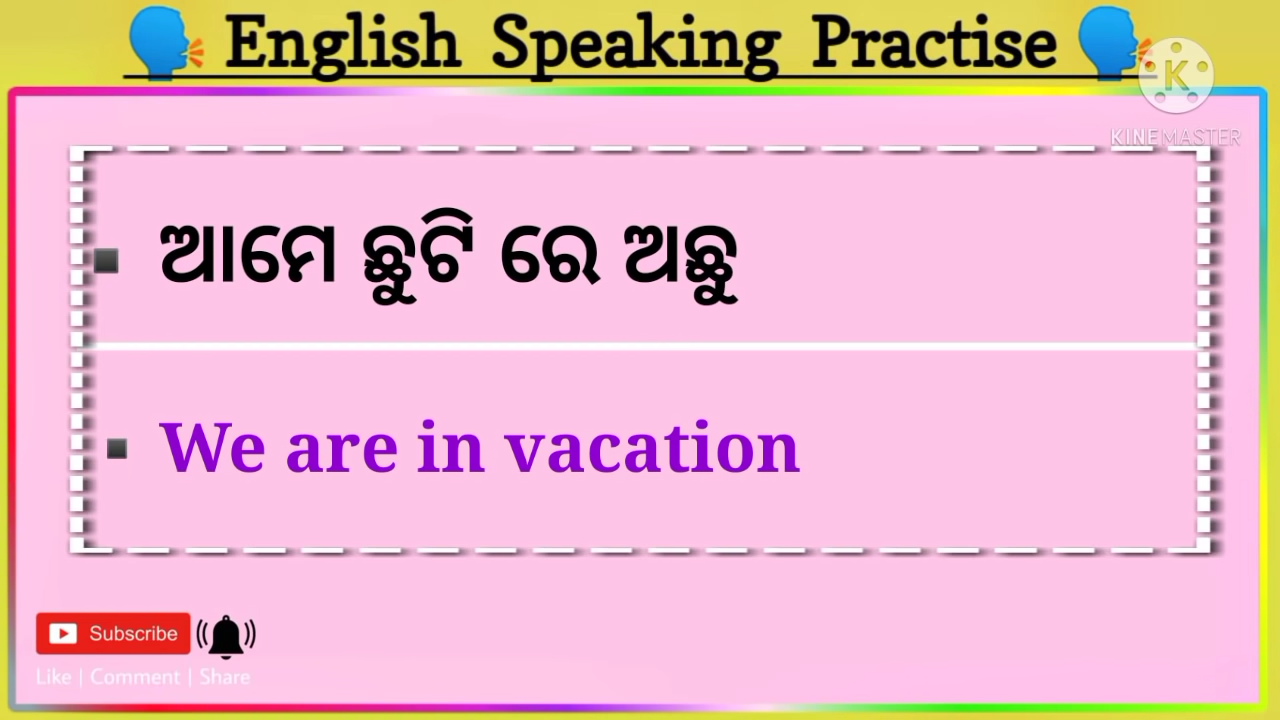 English Speaking Practise
KINEMASTER
ଆମେ ଛୁଟି ରେ ଅଛୁ
We are in vacation
Subscribe
Like | Comment | Share